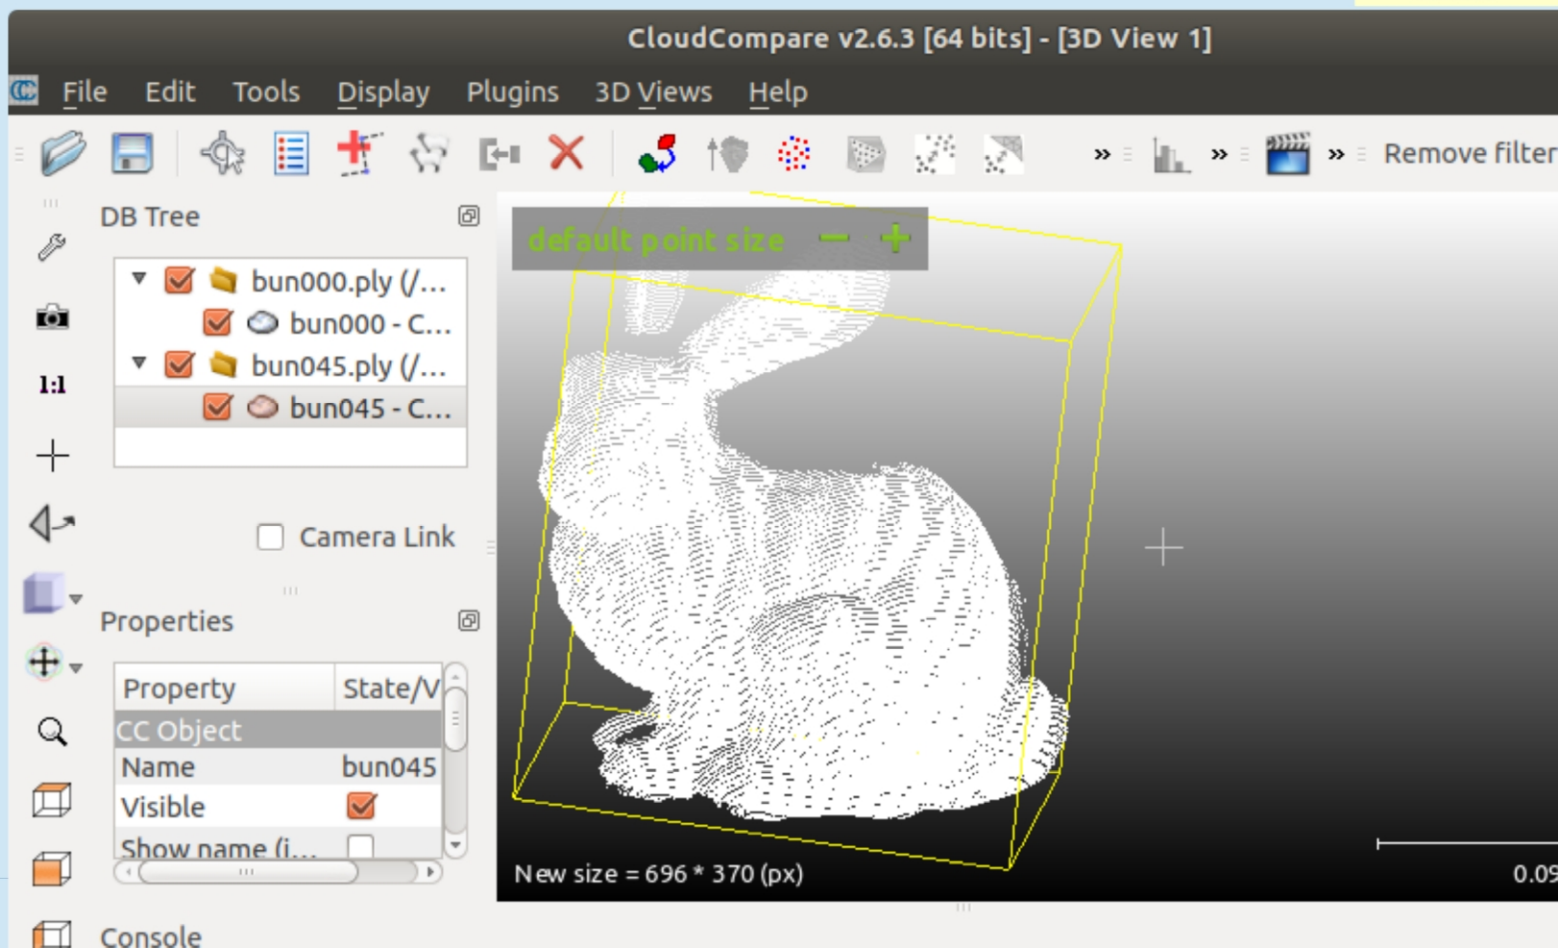 CloudCompare v2.6.3 [64 bits] - [3D View 1]
File Edit Tools Display Plugins 3D Views Help
» » » Remove filter
DB Tree
default point size − +
bun000.ply (/...
bun000 - C...
bun045.ply (/...
1:1
bun045 - C...
Camera Link
Properties
Property State/V
CC Object
Name bun045
Visible
Show name (i...
New size = 696 * 370 (px)
0.09
Console